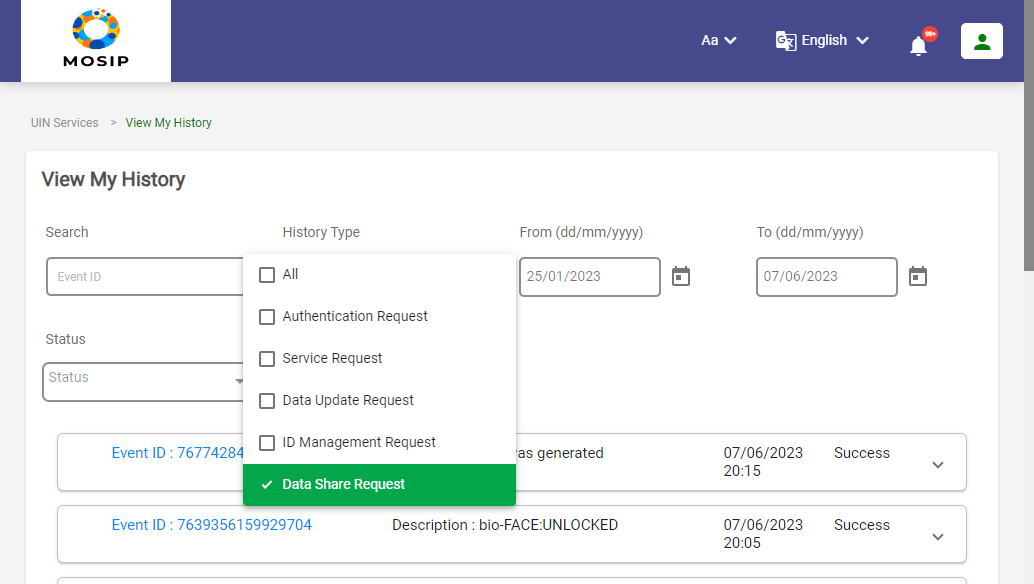 MOSIP
Aa
English
99+
UIN Services > View My History
View My History
Search
History Type
From (dd/mm/yyyy)
To (dd/mm/yyyy)
Event ID
25/01/2023
07/06/2023
All
Authentication Request
Service Request
Data Update Request
ID Management Request
Data Share Request
Status
Status
Event ID : 76774284
as generated
07/06/2023
20:15
Success
Event ID : 7639356159929704
Description : bio-FACE:UNLOCKED
07/06/2023
20:05
Success